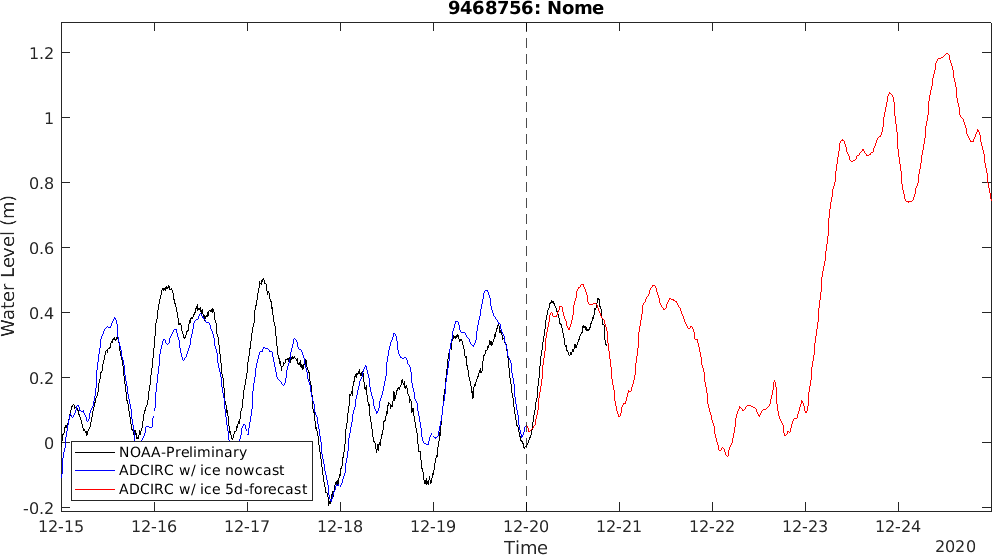 9468756: Nome
Water Level (m)
1.2
1
0.8
0.6
0.4
0.2
0
-0.2
NOAA-Preliminary
ADCIRC w/ ice nowcast
ADCIRC w/ ice 5d-forecast
12-15 12-16 12-17 12-18 12-19 12-20 12-21 12-22 12-23 12-24
Time
2020